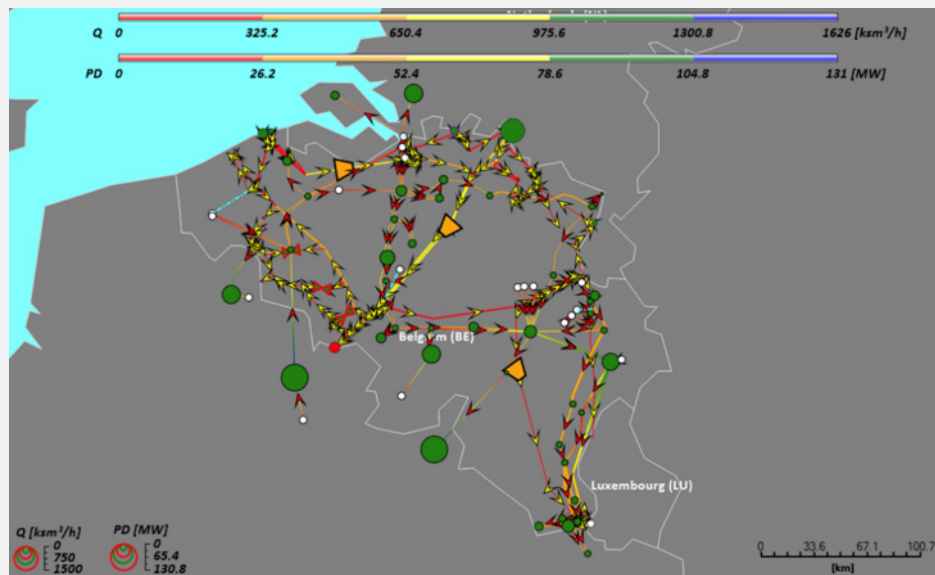 Netherlands (NL)
Q 0 325.2 650.4 975.6 1300.8 1626 [ksm³/h]
PD 0 26.2 52.4 78.6 104.8 131 [MW]
Belgium (BE)
Luxembourg (LU)
Q [ksm³/h] PD [MW]
0 0
750 65.4
1500 130.8
0 33.6 67.1 100.7
[km]